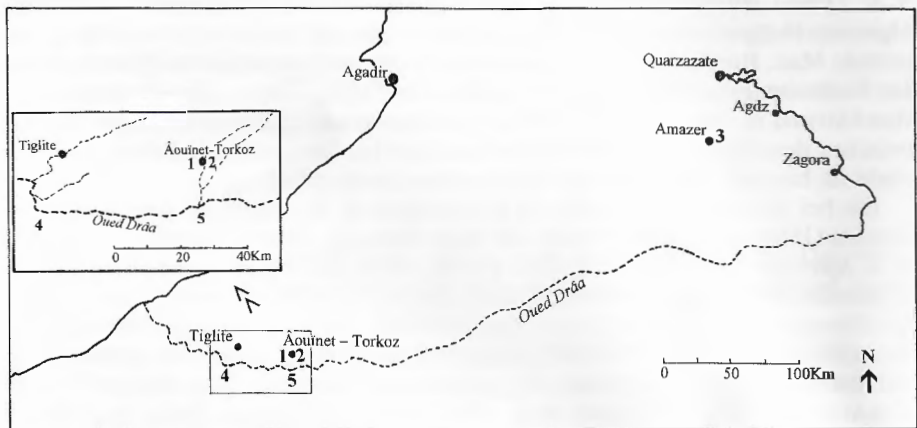 Agadir
Quarzazate
Agdz
Amazer 3
Zagora
Tiglite
Âouïnet-Torkoz
1 2
4
5
Oued Drâa
0 20 40Km
Oued Drâa
Tiglite
Âouïnet – Torkoz
1 2
4
5
0 50 100Km
N